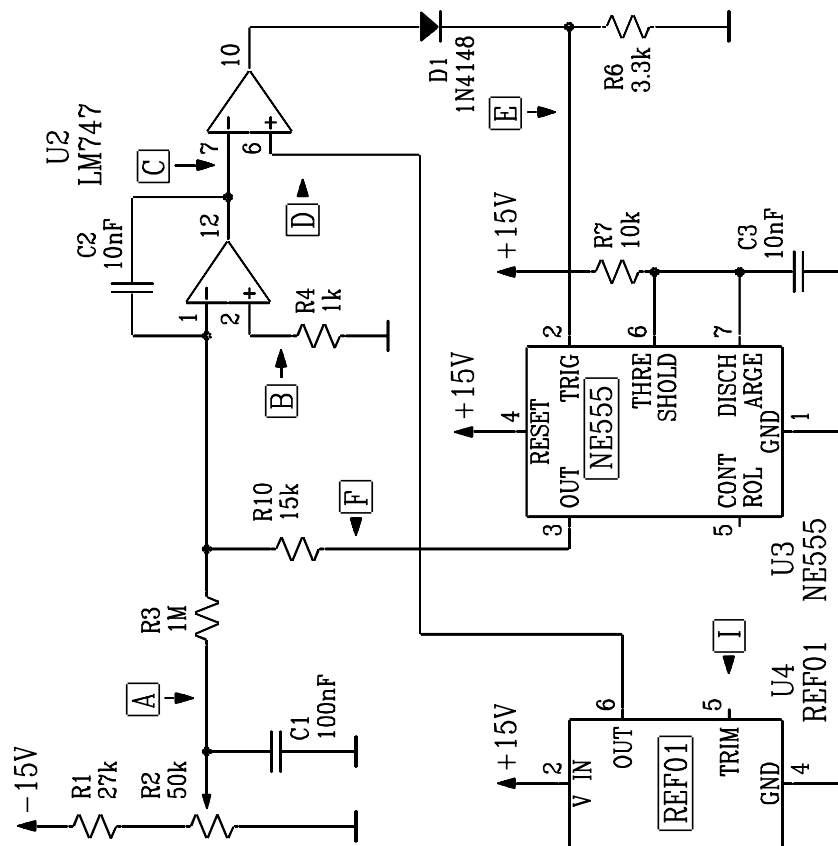 U2
LM747
10
D1
1N4148
R6
3.3k
E
C
7
6
C2
10nF
12
D
+15V
R7
10k
C3
10nF
1
2
R4
1k
B
2
6
7
+15V
4
RESET
TRIG
THRE
SHOLD
DISCH
ARGE
NE555
GND
1
OUT
CONT
ROL
3
5
R10
15k
F
U3
NE555
R3
1M
A
I
U4
REF01
C1
100nF
6
5
+15V
2
V IN
OUT
TRIM
REF01
GND
4
-15V
R1
27k
R2
50k